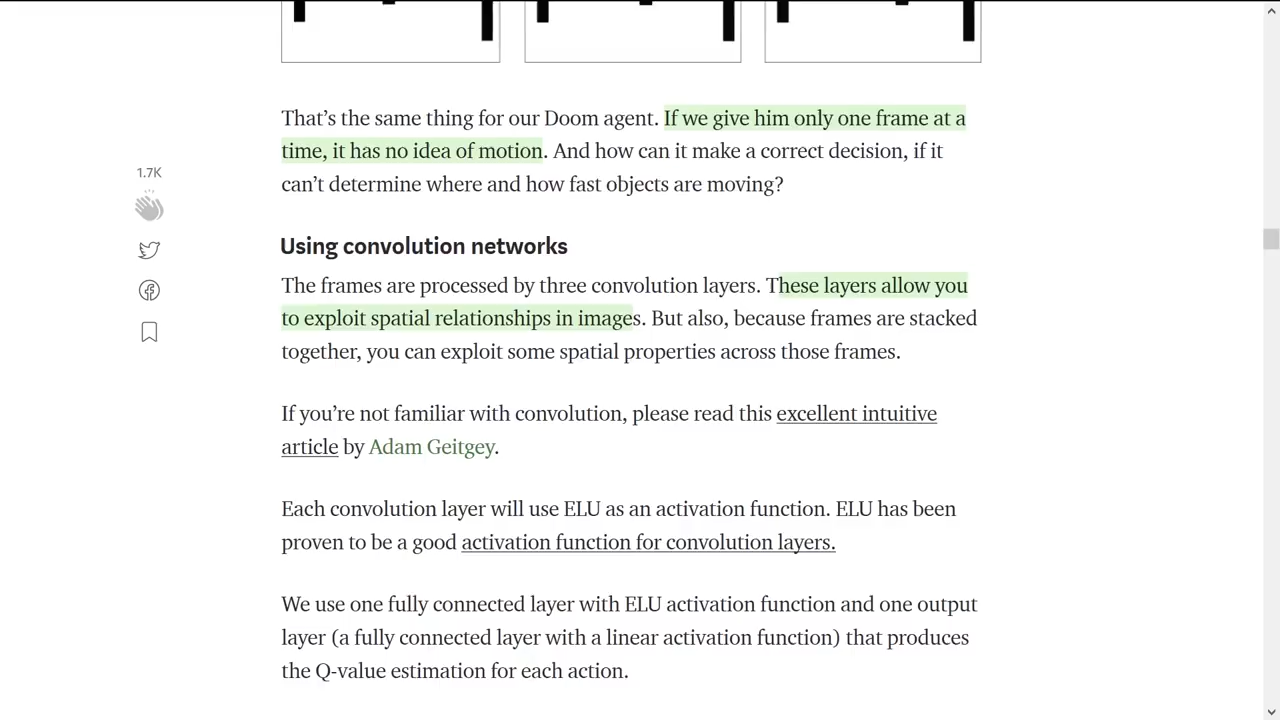 That’s the same thing for our Doom agent. If we give him only one frame at a
time, it has no idea of motion. And how can it make a correct decision, if it
can’t determine where and how fast objects are moving?
1.7K
Using convolution networks
The frames are processed by three convolution layers. These layers allow you
to exploit spatial relationships in images. But also, because frames are stacked
together, you can exploit some spatial properties across those frames.
If you’re not familiar with convolution, please read this excellent intuitive
article by Adam Geitgey.
Each convolution layer will use ELU as an activation function. ELU has been
proven to be a good activation function for convolution layers.
We use one fully connected layer with ELU activation function and one output
layer (a fully connected layer with a linear activation function) that produces
the Q-value estimation for each action.